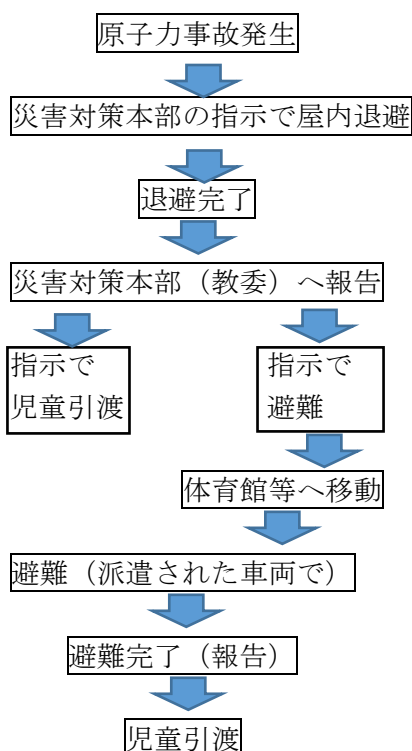 原子力事故発生
災害対策本部の指示で屋内退避
退避完了
災害対策本部（教委）へ報告
指示で
児童引渡
指示で
避難
体育館等へ移動
避難（派遣された車両で）
避難完了（報告）
児童引渡